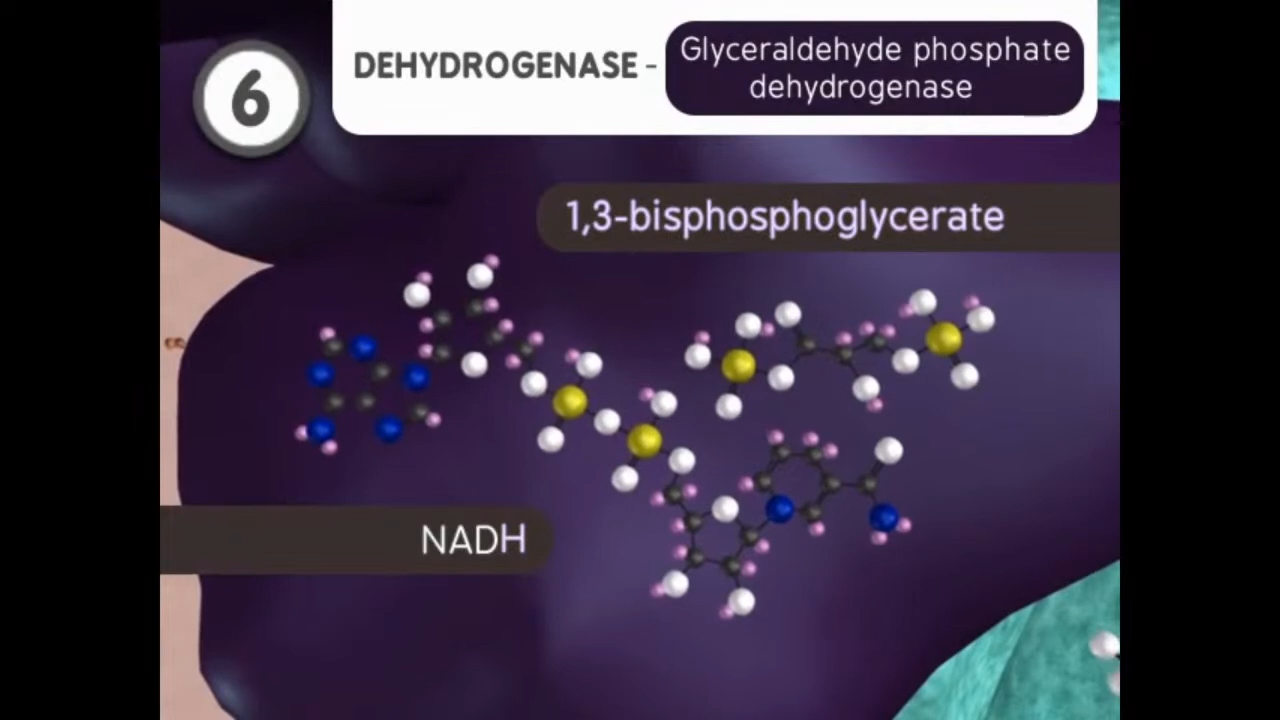 6
DEHYDROGENASE -
Glyceraldehyde phosphate
dehydrogenase
1,3-bisphosphoglycerate
NADH